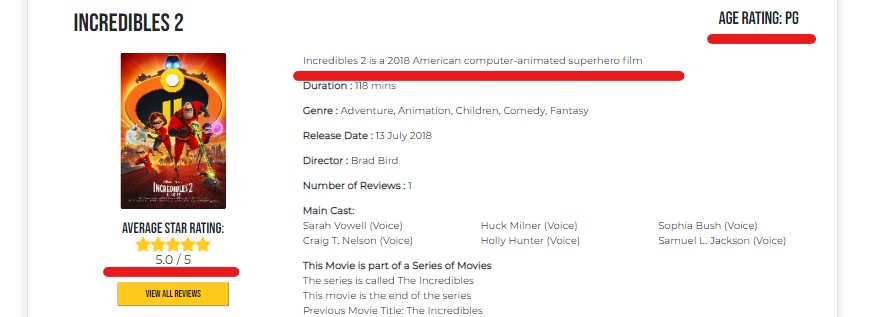 INCREDIBLES 2
AGE RATING: PG
Incredibles 2 is a 2018 American computer-animated superhero film
Duration : 118 mins
Genre : Adventure, Animation, Children, Comedy, Fantasy
Release Date : 13 July 2018
Director : Brad Bird
Number of Reviews : 1
Main Cast:
Sarah Vowell (Voice) Huck Milner (Voice) Sophia Bush (Voice)
Craig T. Nelson (Voice) Holly Hunter (Voice) Samuel L. Jackson (Voice)
This Movie is part of a Series of Movies
The series is called The Incredibles
This movie is the end of the series
Previous Movie Title: The Incredibles
INCREDIBLES 2
AVERAGE STAR RATING:
5.0 / 5
VIEW ALL REVIEWS